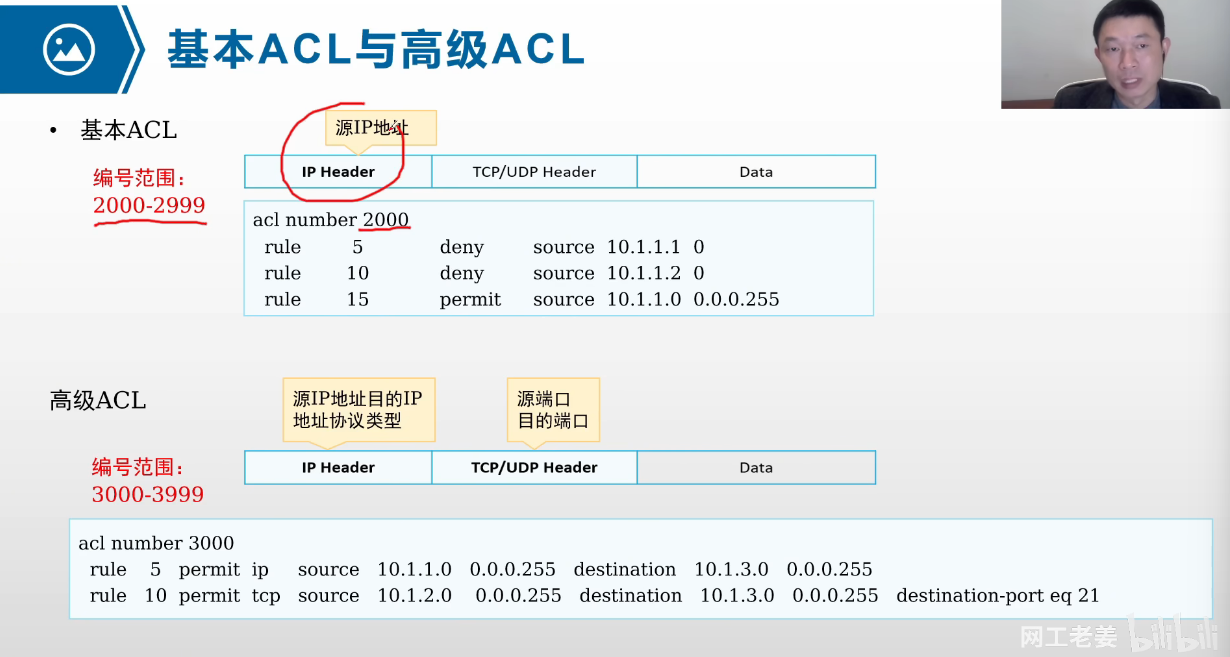 基本ACL与高级ACL
• 基本ACL
源IP地址
编号范围：
2000-2999
IP Header TCP/UDP Header Data
acl number 2000
rule 5 deny source 10.1.1.1 0
rule 10 deny source 10.1.1.2 0
rule 15 permit source 10.1.1.0 0.0.0.255
高级ACL
源IP地址目的IP
地址协议类型
源端口
目的端口
编号范围：
3000-3999
IP Header TCP/UDP Header Data
acl number 3000
rule 5 permit ip source 10.1.1.0 0.0.0.255 destination 10.1.3.0 0.0.0.255
rule 10 permit tcp source 10.1.2.0 0.0.0.255 destination 10.1.3.0 0.0.0.255 destination-port eq 21
网工老姜 bilibili